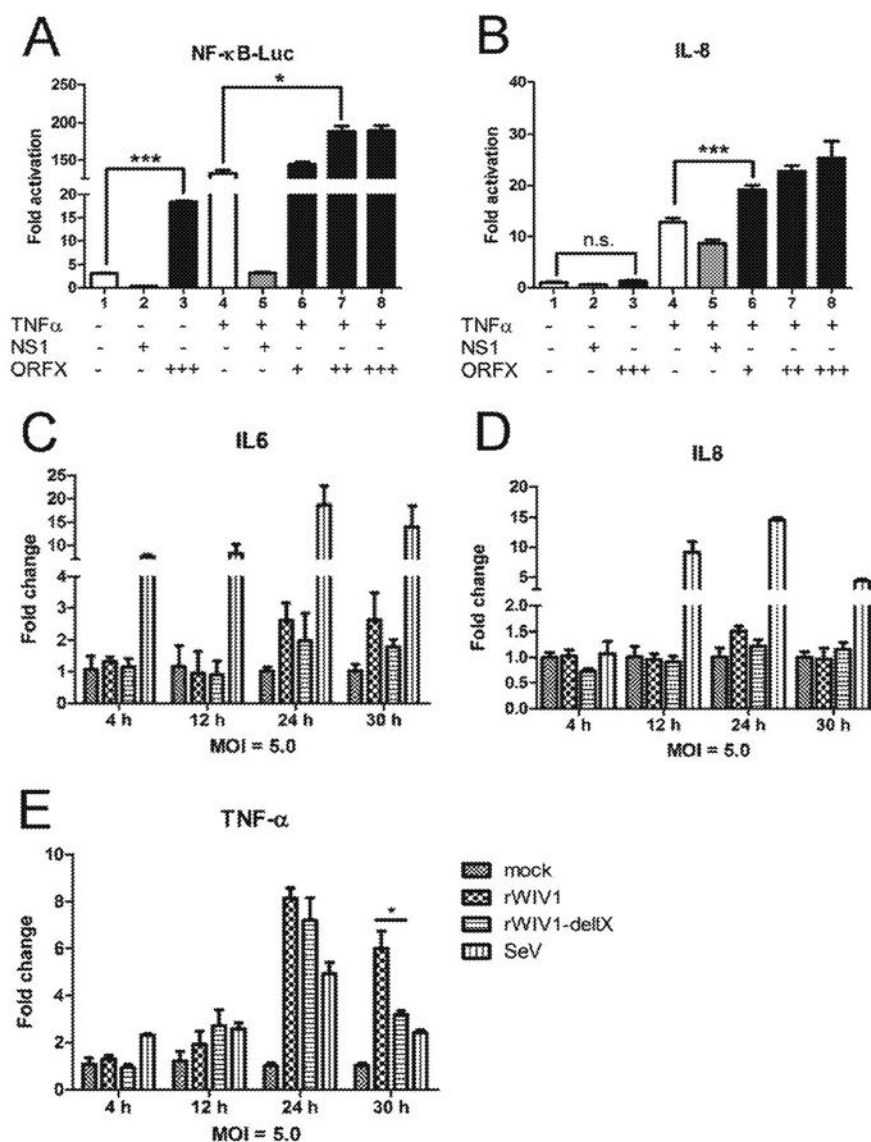 A
NF-κB-Luc
Fold activation
250
200
150
20
15
10
5
0
*
***
1 2 3 4 5 6 7 8
TNFα - - - + + + + +
NS1 - + - - + - - -
ORFX - - +++ - - + ++ +++
B
IL-8
Fold activation
40
30
20
10
0
n.s.
***
1 2 3 4 5 6 7 8
TNFα - - - + + + + +
NS1 - + - - + - - -
ORFX - - +++ - - + ++ +++
C
IL6
Fold change
25
20
15
10
4
3
2
1
0
4 h 12 h 24 h 30 h
MOI = 5.0
D
IL8
Fold change
20
15
10
5
2.0
1.5
1.0
0.5
0.0
4 h 12 h 24 h 30 h
MOI = 5.0
E
TNF-α
Fold change
10
8
6
4
2
0
*
4 h 12 h 24 h 30 h
MOI = 5.0
mock
rWIV1
rWIV1-dellX
SeV